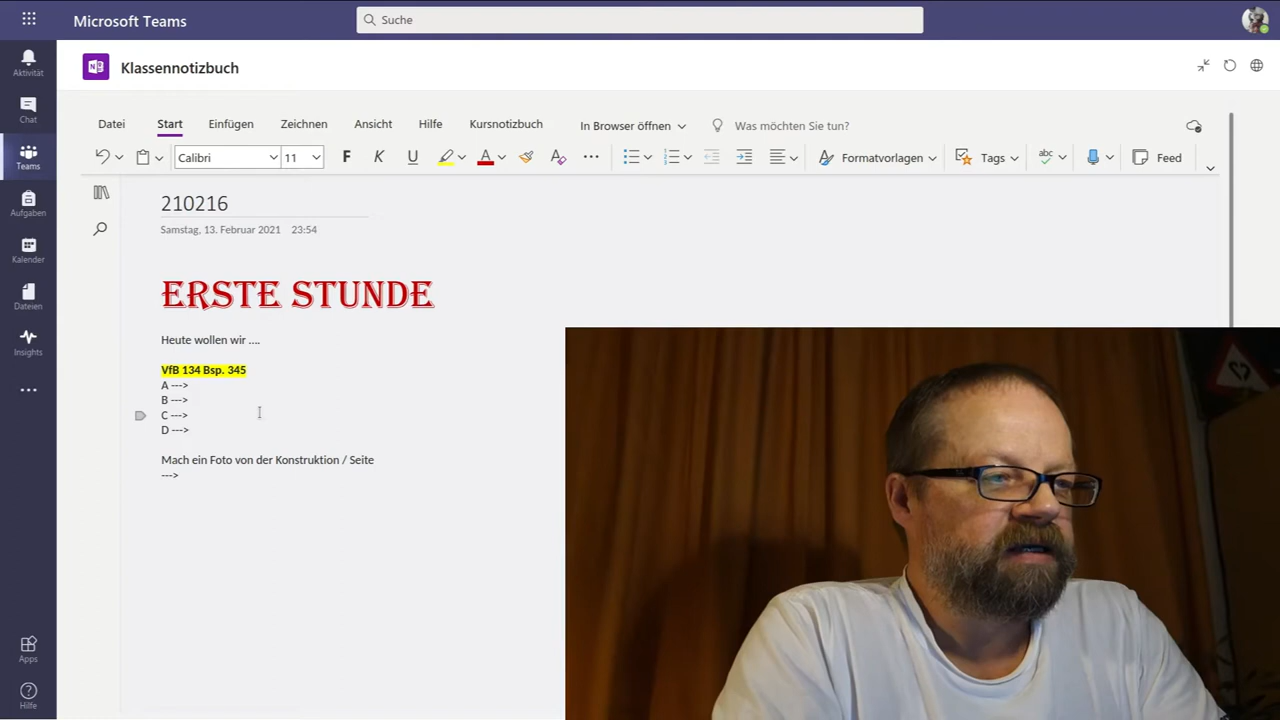 Microsoft Teams
Suche
Aktivität
Chat
Teams
Aufgaben
Kalender
Dateien
Insights
Apps
Hilfe
Klassennotizbuch
Datei Start Einfügen Zeichnen Ansicht Hilfe Kursnotizbuch In Browser öffnen Was möchten Sie tun?
Calibri 11 F K U A A Formatvorlagen Tags abc Feed
210216
Samstag, 13. Februar 2021 23:54
ERSTE STUNDE
Heute wollen wir ....
VfB 134 Bsp. 345
A --->
B --->
C --->
D --->
Mach ein Foto von der Konstruktion / Seite
--->